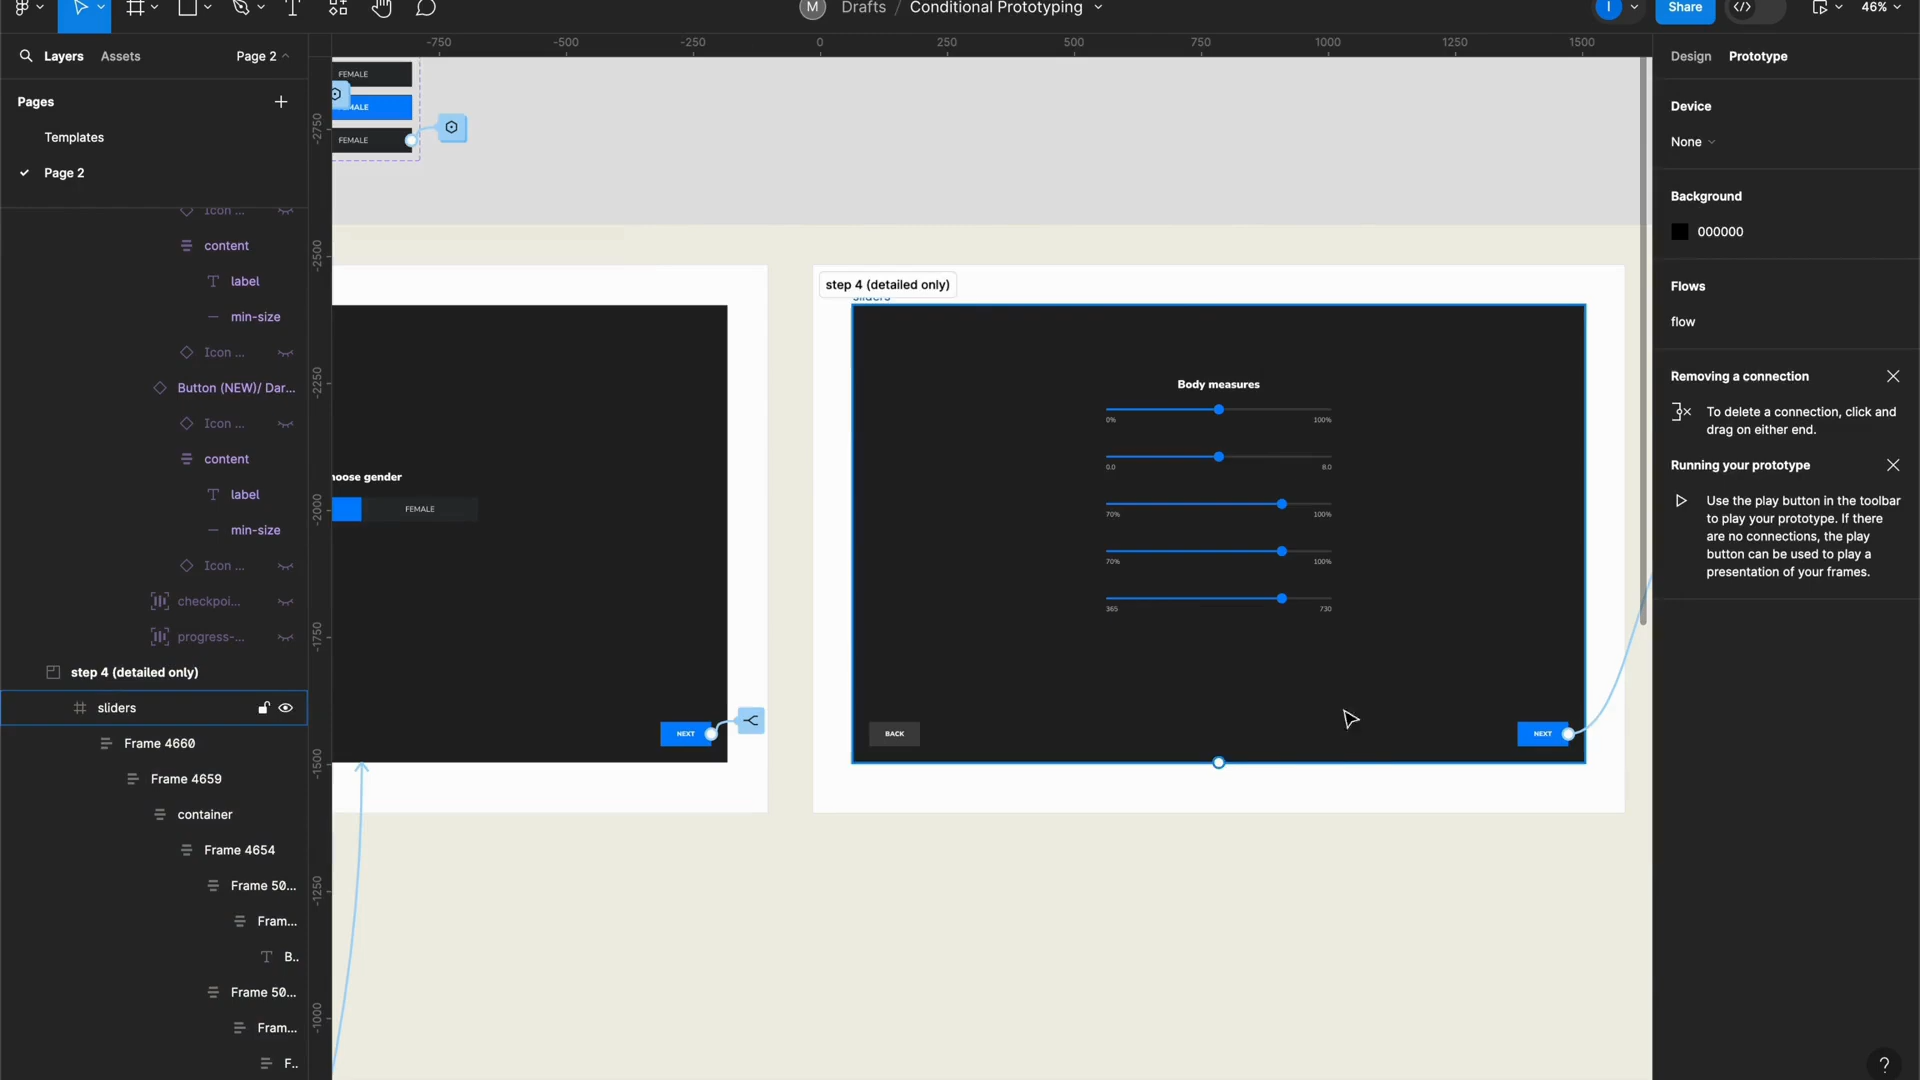 M
Drafts / Conditional Prototyping
I
Share
46%
Layers
Assets
Page 2
Pages
Templates
Page 2
Icon ...
content
label
min-size
Icon ...
Button (NEW)/ Dar...
Icon ...
content
label
min-size
Icon ...
checkpoi...
progress-...
step 4 (detailed only)
sliders
Frame 4660
Frame 4659
container
Frame 4654
Frame 50...
Fram...
B..
Frame 50...
Fram...
F..
-750 -500 -250 0 250 500 750 1000 1250 1500
-2750
-2500
-2250
-2000
-1750
-1500
-1250
-1000
FEMALE
MALE
FEMALE
hoose gender
FEMALE
NEXT
step 4 (detailed only)
sliders
Body measures
0% 100%
0.0 8.0
70% 100%
70% 100%
365 730
BACK
NEXT
Design
Prototype
Device
None
Background
000000
Flows
flow
Removing a connection
To delete a connection, click and
drag on either end.
Running your prototype
Use the play button in the toolbar
to play your prototype. If there
are no connections, the play
button can be used to play a
presentation of your frames.
?